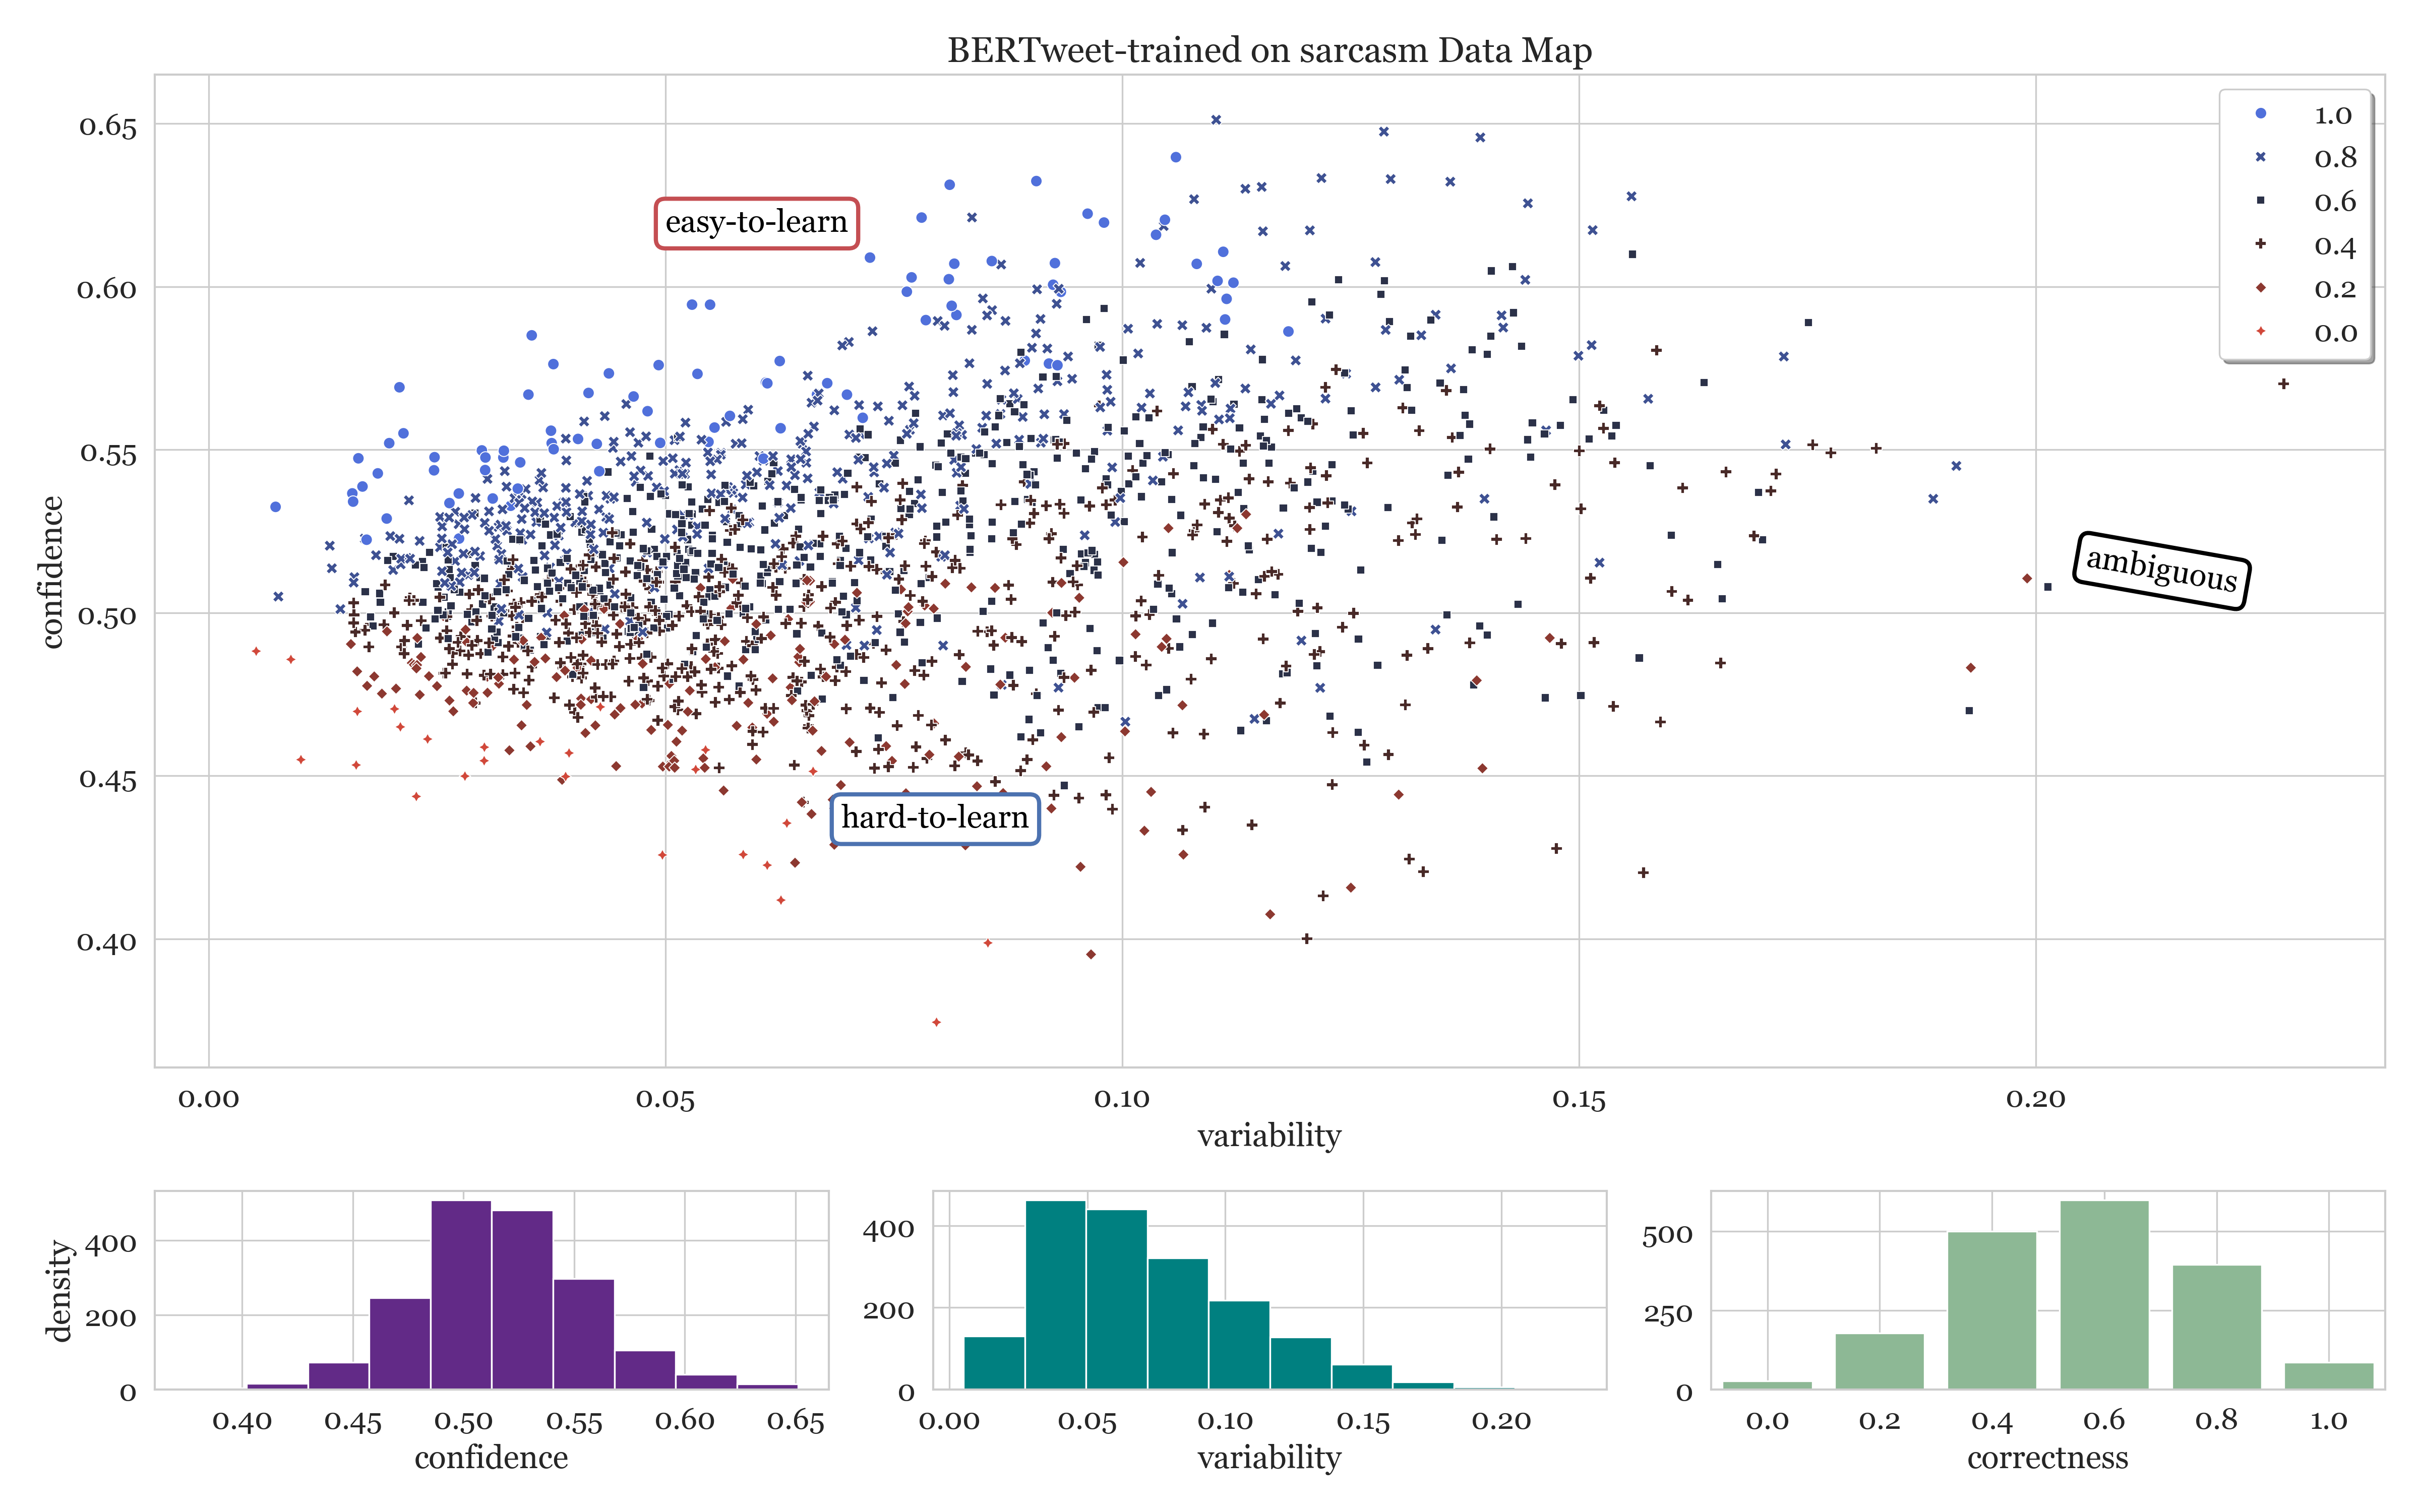 BERTweet-trained on sarcasm Data Map
confidence
0.65
0.60
0.55
0.50
0.45
0.40
easy-to-learn
hard-to-learn
ambiguous
1.0
0.8
0.6
0.4
0.2
0.0
0.00 0.05 0.10 0.15 0.20
variability
density
400
200
0
0.40 0.45 0.50 0.55 0.60 0.65
confidence
400
200
0
0.00 0.05 0.10 0.15 0.20
variability
500
250
0
0.0 0.2 0.4 0.6 0.8 1.0
correctness